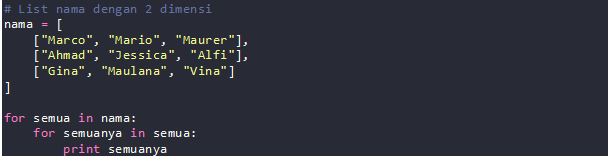 # List nama dengan 2 dimensi
nama = [
    ["Marco", "Mario", "Maurer"],
    ["Ahmad", "Jessica", "Alfi"],
    ["Gina", "Maulana", "Vina"]
]

for semua in nama:
    for semuanya in semua:
        print semuanya